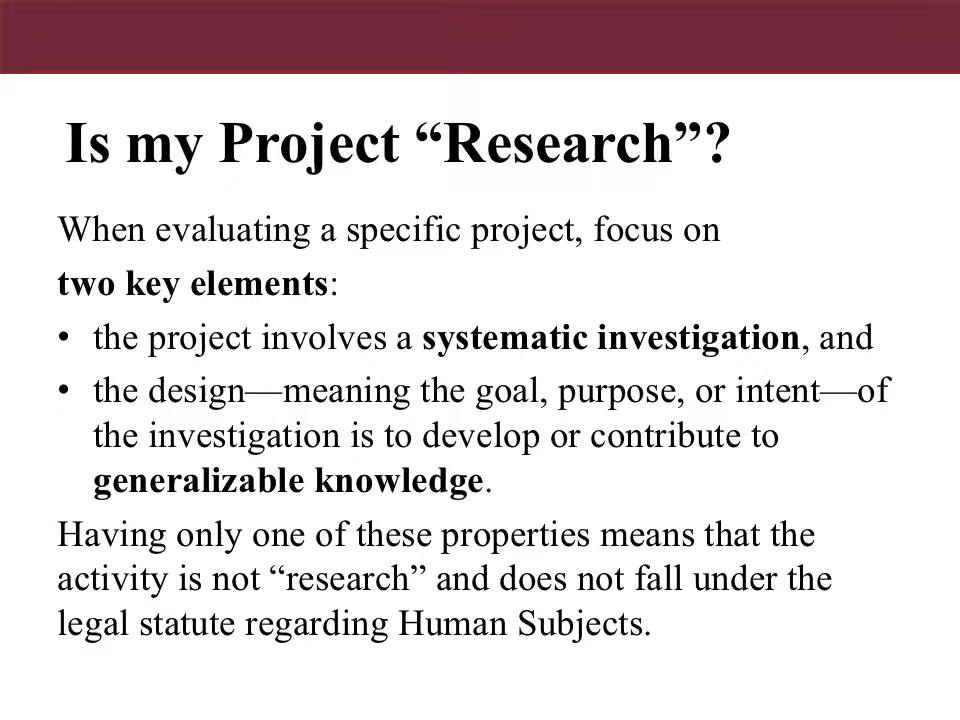 Is my Project “Research”?
When evaluating a specific project, focus on
two key elements:
• the project involves a systematic investigation, and
• the design—meaning the goal, purpose, or intent—of
the investigation is to develop or contribute to
generalizable knowledge.
Having only one of these properties means that the
activity is not “research” and does not fall under the
legal statute regarding Human Subjects.